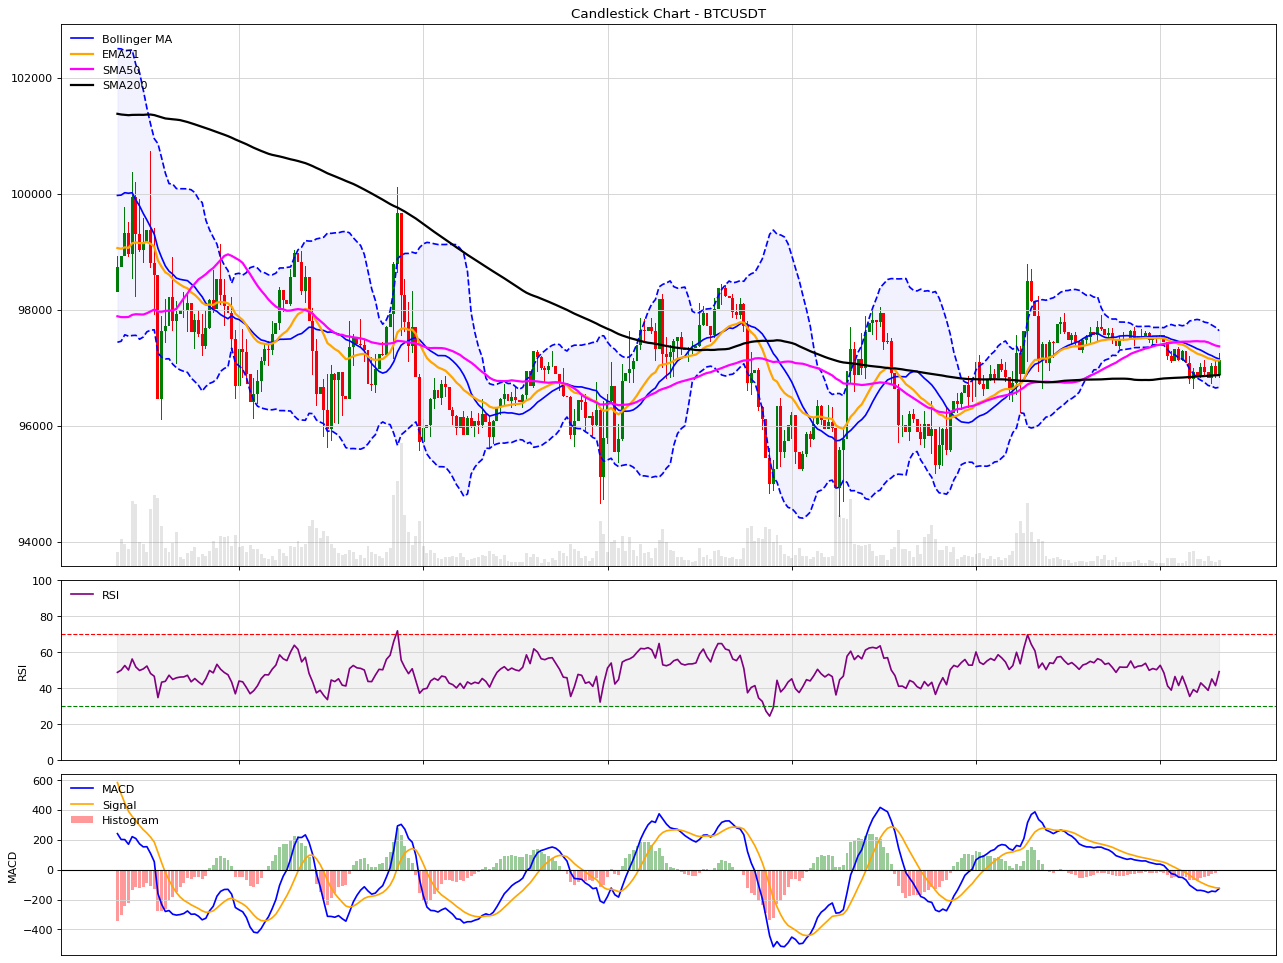 Candlestick Chart - BTCUSDT
Bollinger MA
EMA21
SMA50
SMA200
102000
100000
98000
96000
94000
RSI
100
80
60
40
20
0
RSI
MACD
Signal
Histogram
600
400
200
0
−200
−400
MACD